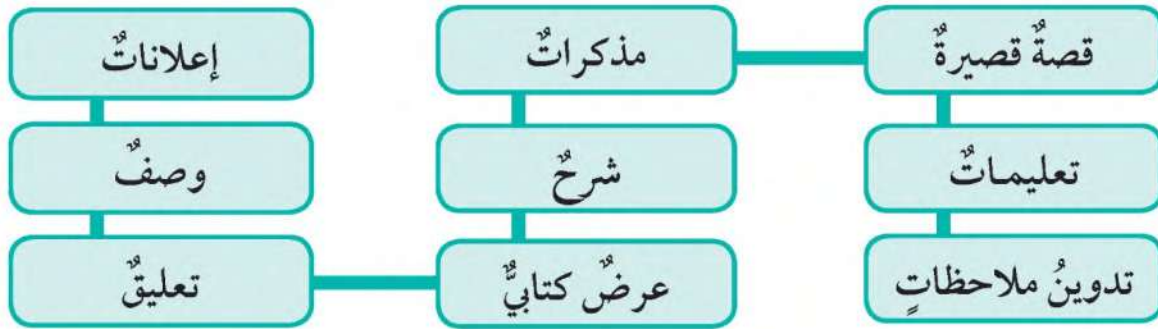 قصةٌ قصيرةٌ
تعليماتٌ
تدوينُ ملاحظاتٍ
مذكراتٌ
شرحٌ
عرضٌ كتابيٌّ
إعلاناتٌ
وصفٌ
تعليقٌ